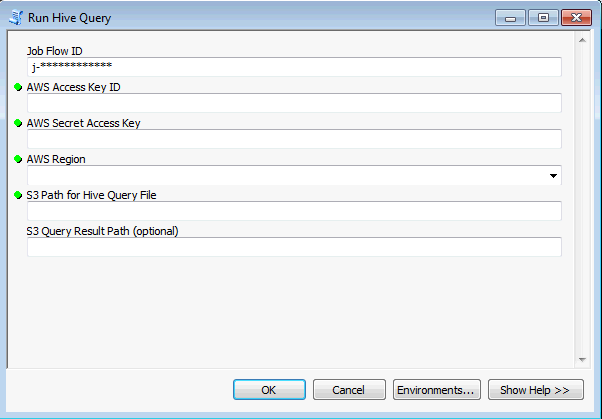 Run Hive Query
Job Flow ID
j-************
AWS Access Key ID
AWS Secret Access Key
AWS Region
S3 Path for Hive Query File
S3 Query Result Path (optional)
OK
Cancel
Environments...
Show Help >>